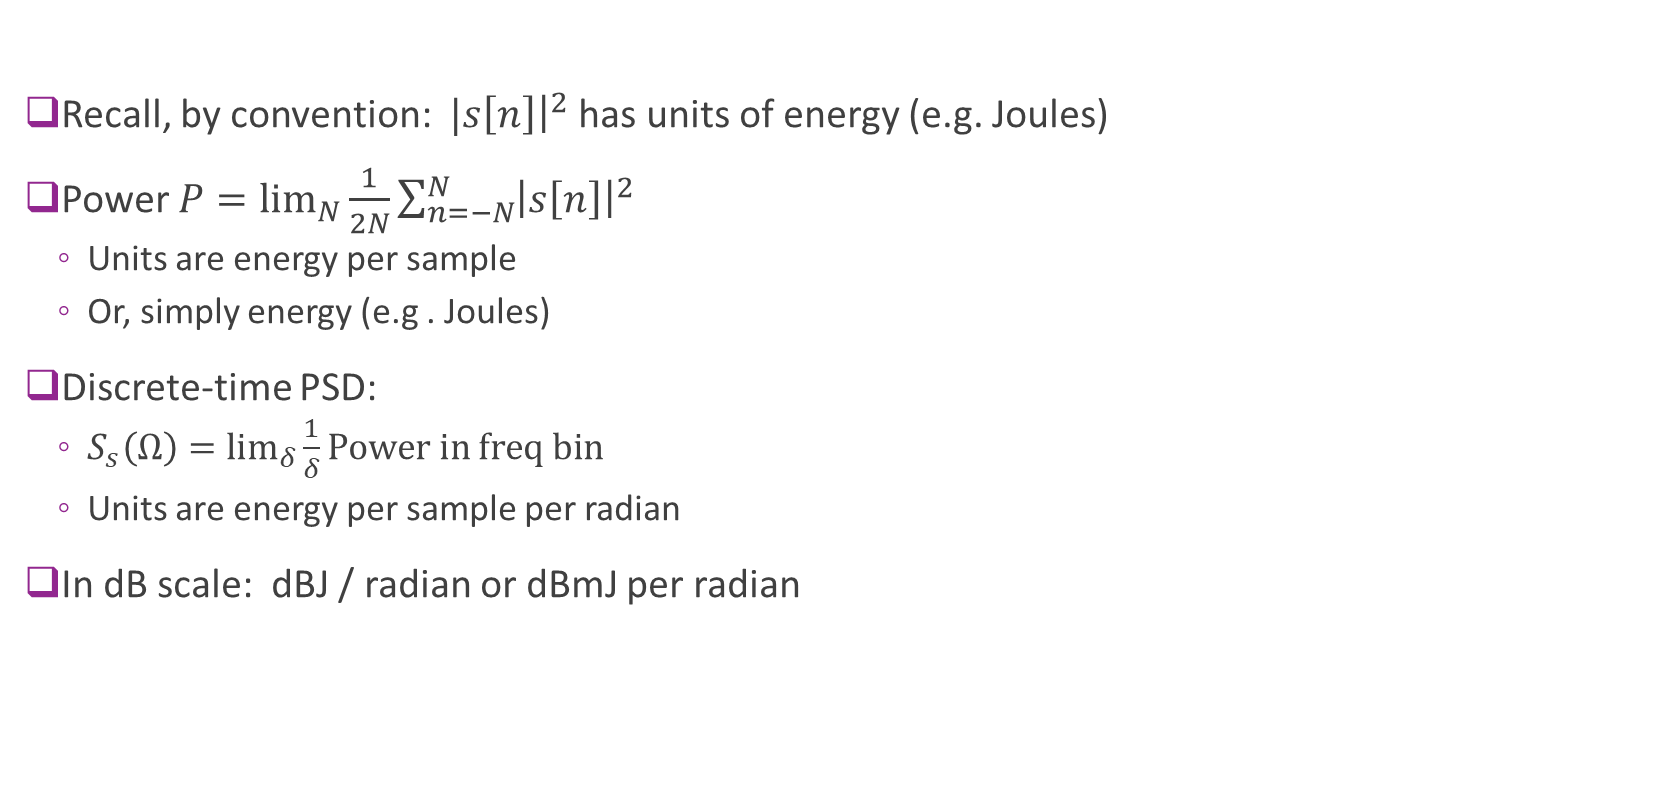 ❑Recall, by convention: |s[n]|² has units of energy (e.g. Joules)
❑Power P = lim_N 1/2N ∑_{n=−N}^{N}|s[n]|²
◦ Units are energy per sample
◦ Or, simply energy (e.g . Joules)
❑Discrete-time PSD:
◦ S_s(Ω) = lim_δ 1/δ Power in freq bin
◦ Units are energy per sample per radian
❑In dB scale: dBJ / radian or dBmJ per radian